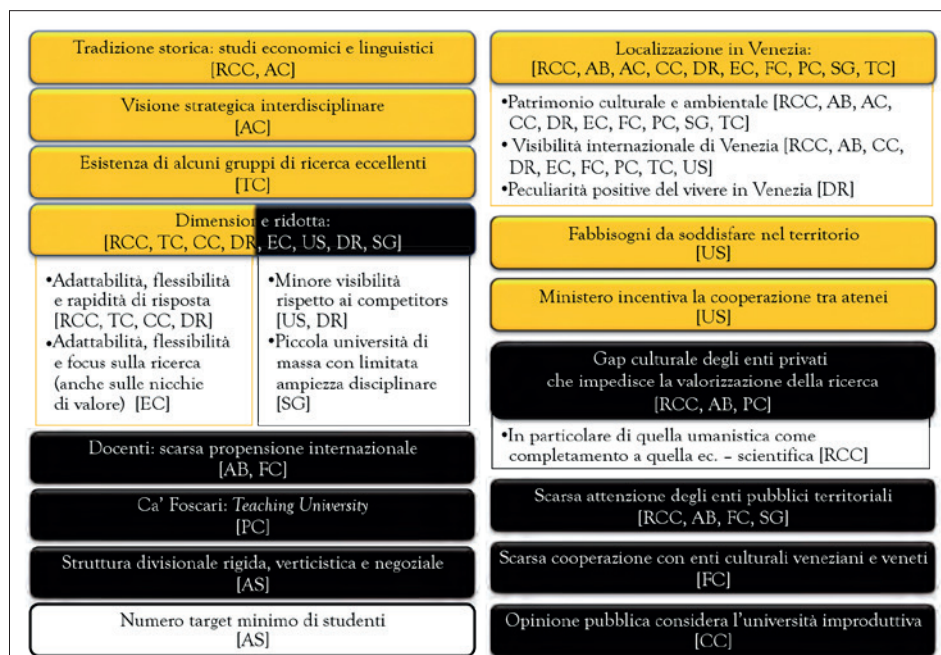 Tradizione storica: studi economici e linguistici
[RCC, AC]
Visione strategica interdisciplinare
[AC]
Esistenza di alcuni gruppi di ricerca eccellenti
[TC]
Dimensione ridotta:
[RCC, TC, CC, DR, EC, US, DR, SG]
•Adattabilità, flessibilità
e rapidità di risposta
[RCC, TC, CC, DR]
•Adattabilità, flessibilità
e focus sulla ricerca
(anche sulle nicchie
di valore) [EC]
•Minore visibilità
rispetto ai competitors
[US, DR]
•Piccola università di
massa con limitata
ampiezza disciplinare
[SG]
Docenti: scarsa propensione internazionale
[AB, FC]
Ca' Foscari: Teaching University
[PC]
Struttura divisionale rigida, verticistica e negoziale
[AS]
Numero target minimo di studenti
[AS]
Localizzazione in Venezia:
[RCC, AB, AC, CC, DR, EC, FC, PC, SG, TC]
•Patrimonio culturale e ambientale [RCC, AB, AC,
CC, DR, EC, FC, PC, SG, TC]
• Visibilità internazionale di Venezia [RCC, AB, CC,
DR, EC, FC, PC, TC, US]
•Peculiarità positive del vivere in Venezia [DR]
Fabbisogni da soddisfare nel territorio
[US]
Ministero incentiva la cooperazione tra atenei
[US]
Gap culturale degli enti privati
che impedisce la valorizzazione della ricerca
[RCC, AB, PC]
•In particolare di quella umanistica come
completamento a quella ec. – scientifica [RCC]
Scarsa attenzione degli enti pubblici territoriali
[RCC, AB, FC, SG]
Scarsa cooperazione con enti culturali veneziani e veneti
[FC]
Opinione pubblica considera l'università improduttiva
[CC]